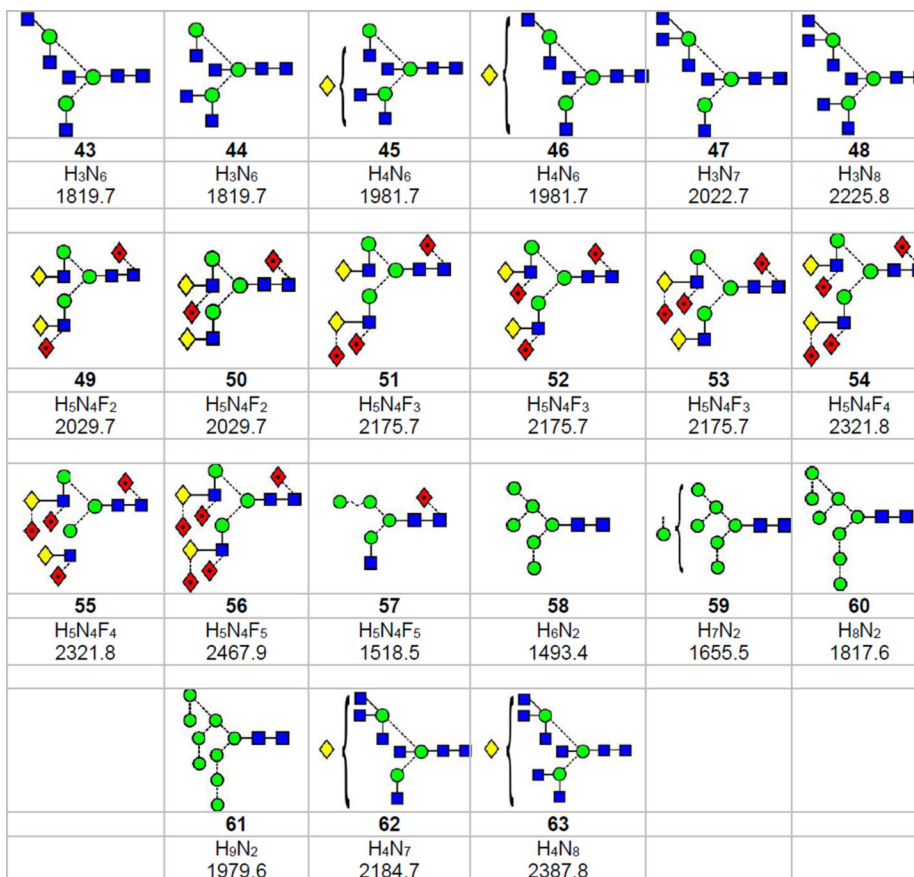 43 44 45 46 47 48
H₃N₆ H₃N₆ H₄N₆ H₄N₆ H₃N₇ H₃N₈
1819.7 1819.7 1981.7 1981.7 2022.7 2225.8
49 50 51 52 53 54
H₅N₄F₂ H₅N₄F₂ H₅N₄F₃ H₅N₄F₃ H₅N₄F₃ H₅N₄F₄
2029.7 2029.7 2175.7 2175.7 2175.7 2321.8
55 56 57 58 59 60
H₅N₄F₄ H₅N₄F₅ H₅N₄F₅ H₆N₂ H₇N₂ H₈N₂
2321.8 2467.9 1518.5 1493.4 1655.5 1817.6
61 62 63
H₉N₂ H₄N₇ H₄N₈
1979.6 2184.7 2387.8